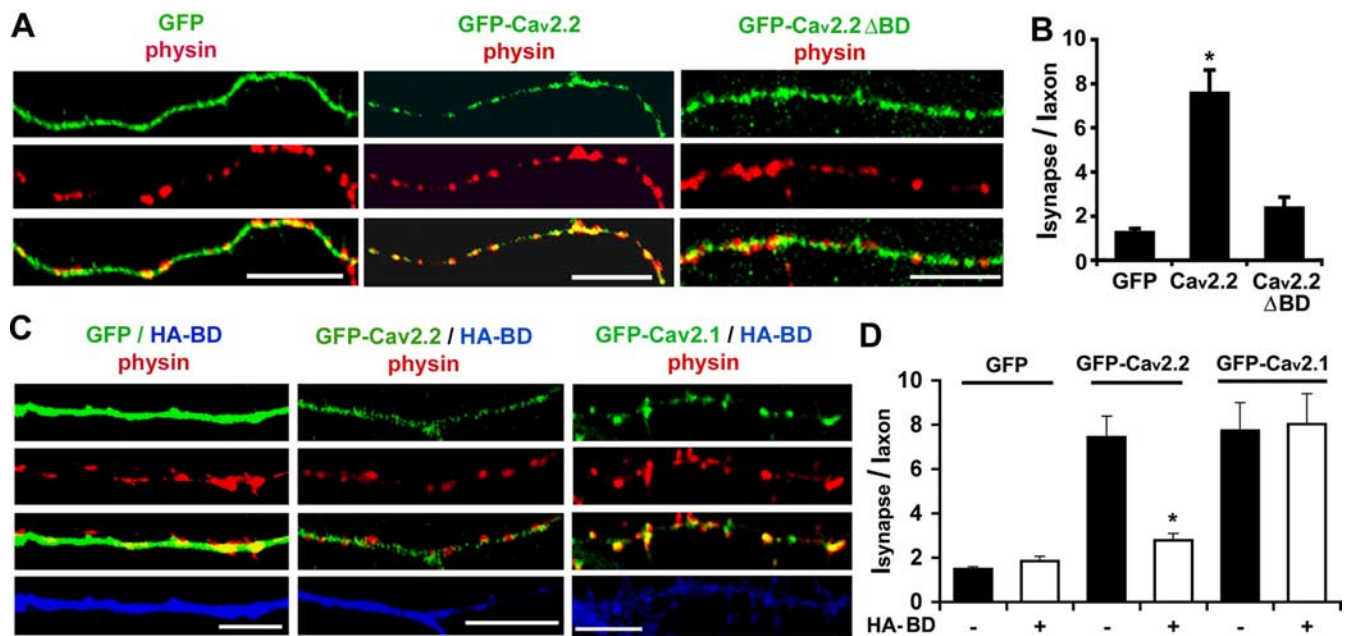 A
GFP
physin
GFP-Cav2.2
physin
GFP-Cav2.2 ΔBD
physin
B
Isynapse / Iaxon
10
8
6
4
2
0
*
GFP
Cav2.2
Cav2.2
ΔBD
C
GFP / HA-BD
physin
GFP-Cav2.2 / HA-BD
physin
GFP-Cav2.1 / HA-BD
physin
D
GFP
GFP-Cav2.2
GFP-Cav2.1
Isynapse / Iaxon
10
8
6
4
2
0
*
HA-BD - + - + - +